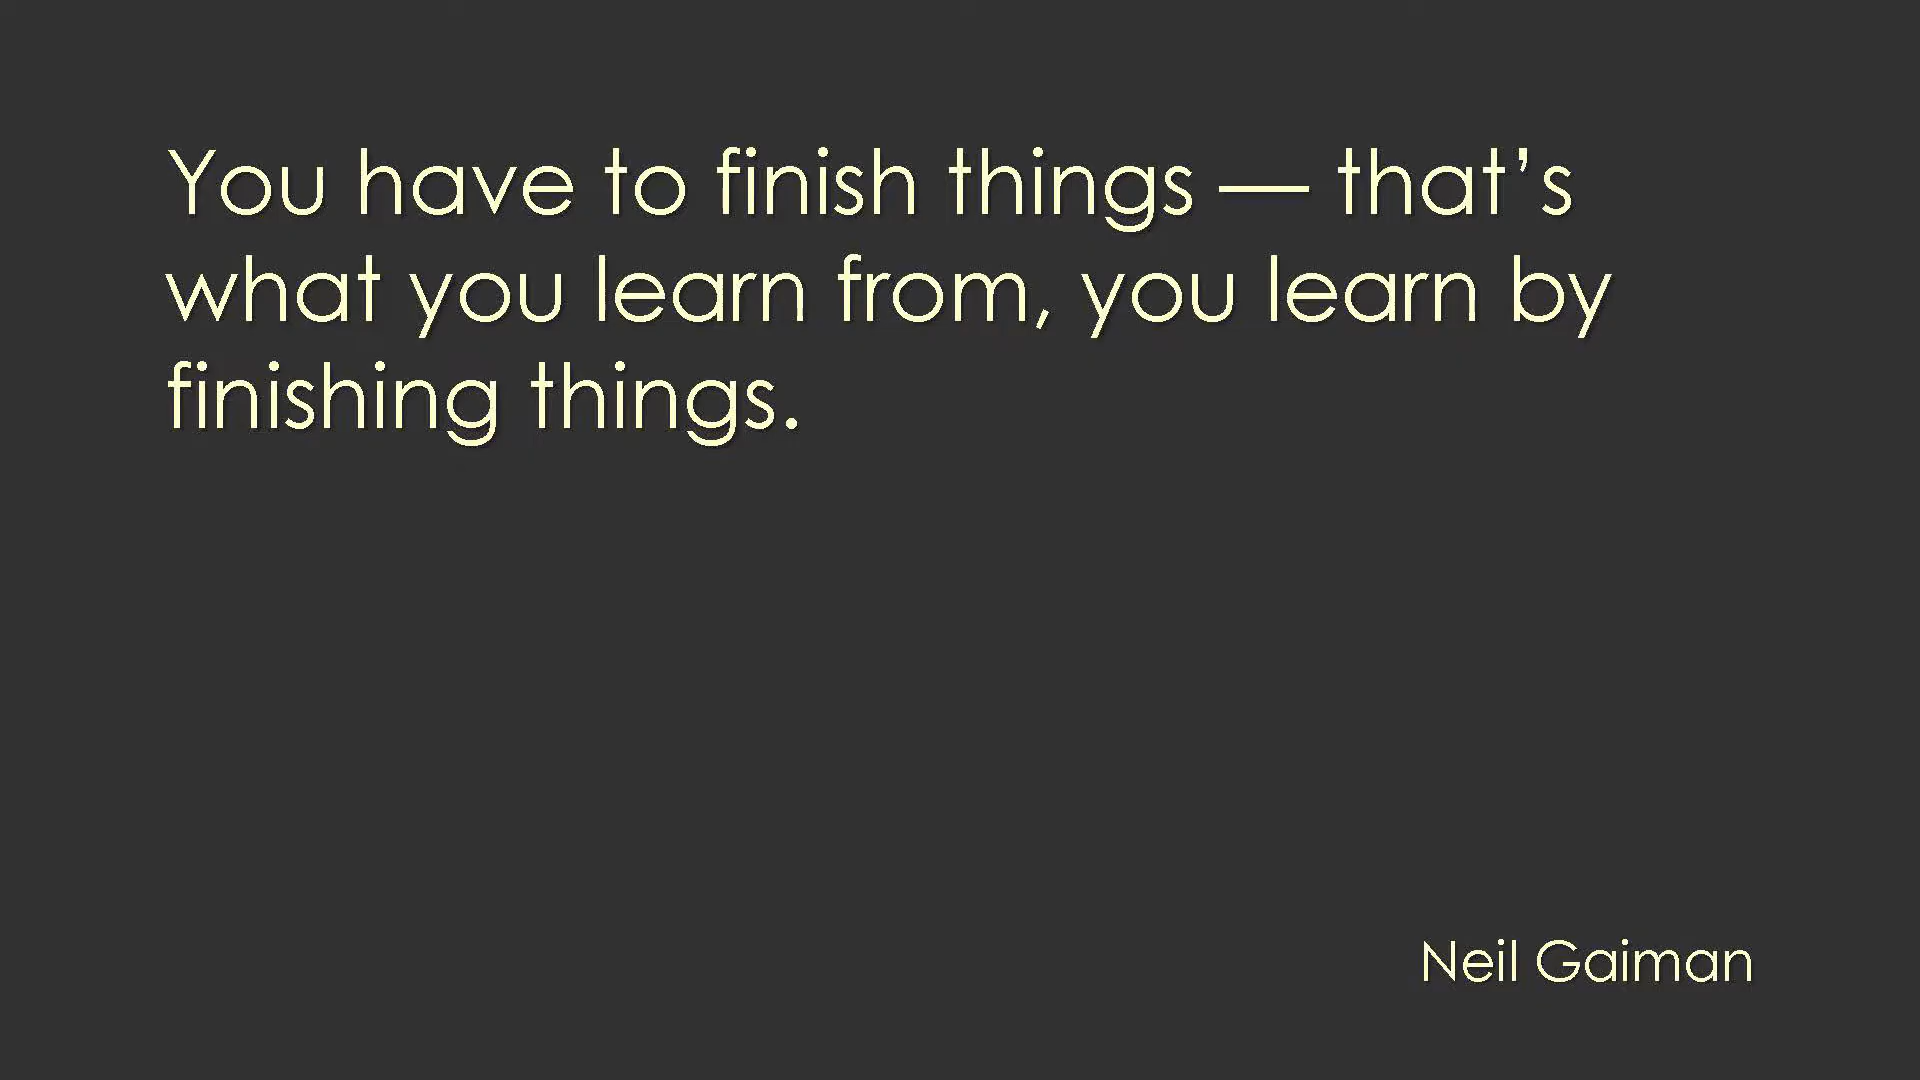 You have to finish things — that’s
what you learn from, you learn by
finishing things.
Neil Gaiman